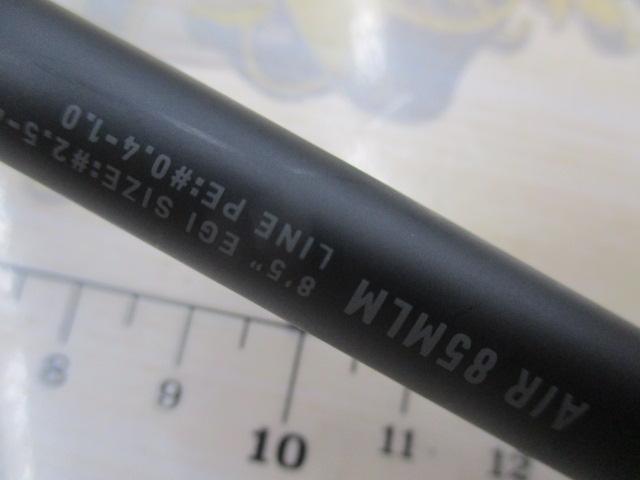 AIR 85MLM
8'5" EGI SIZE:#2.5-
LINE PE:#0.4-1.0
8 9 10 11 12